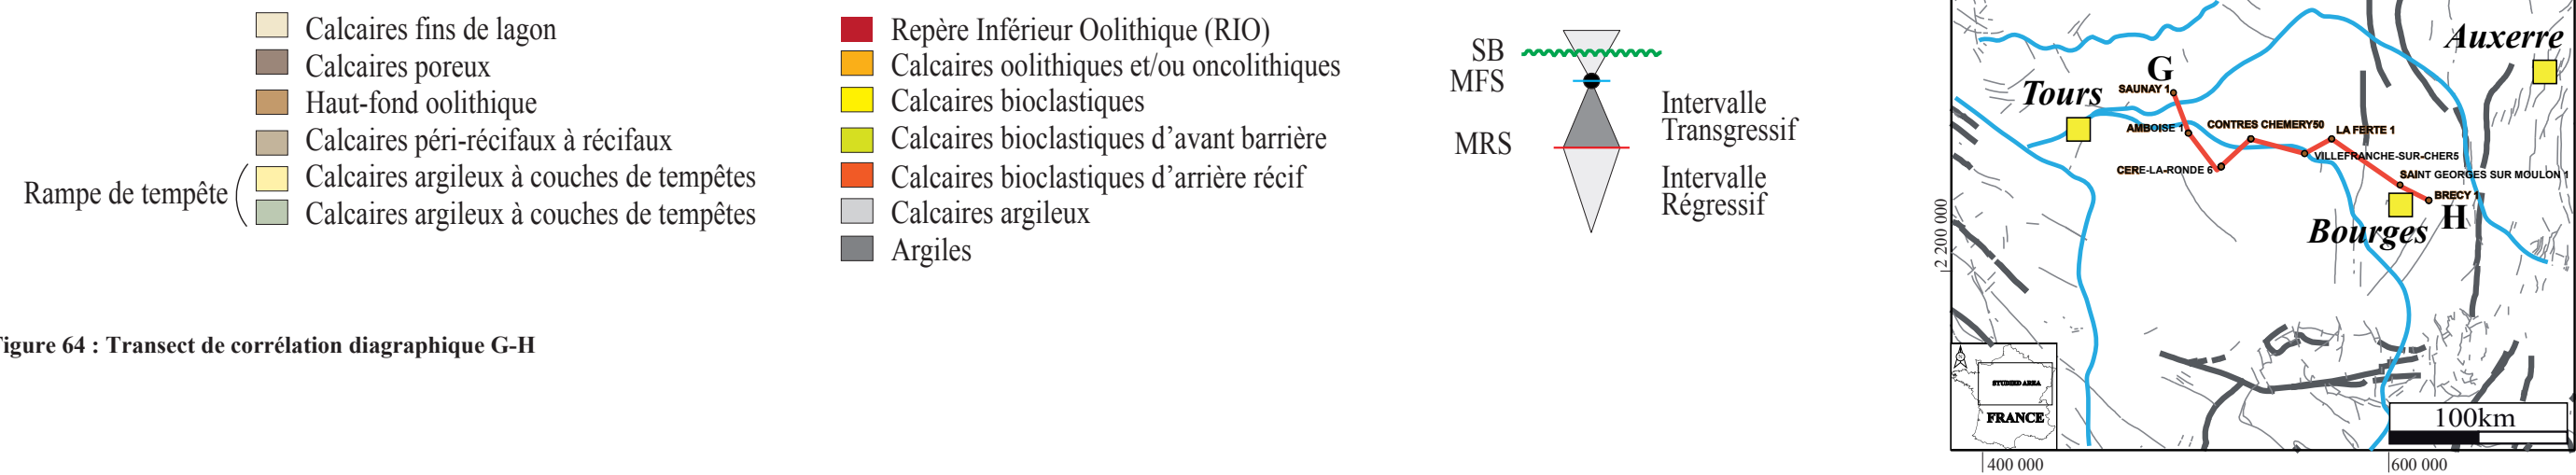 Calcaires fins de lagon
Calcaires poreux
Haut-fond oolithique
Calcaires péri-récifaux à récifaux
Rampe de tempête
Calcaires argileux à couches de tempêtes
Calcaires argileux à couches de tempêtes
Repère Inférieur Oolithique (RIO)
Calcaires oolithiques et/ou oncolithiques
Calcaires bioclastiques
Calcaires bioclastiques d'avant barrière
Calcaires bioclastiques d'arrière récif
Calcaires argileux
Argiles
SB
MFS
MRS
Intervalle
Transgressif
Intervalle
Régressif
Auxerre
G
SAUNAY 1
Tours
AMBOISE 1
CONTRES CHEMERY50
LA FERTE 1
VILLEFRANCHE-SUR-CHER5
CERE-LA-RONDE 6
SAINT GEORGES SUR MOULON 1
BRECY 1
H
Bourges
2 200 000
STUDIED AREA
FRANCE
100km
400 000
600 000
igure 64 : Transect de corrélation diagraphique G-H